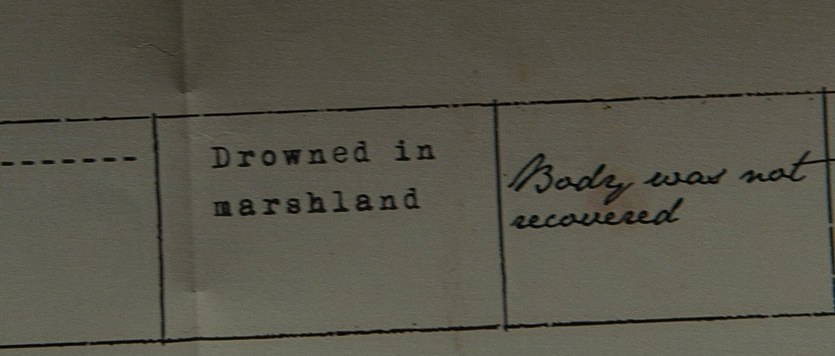 -------
Drowned in
marshland
Body was not
recovered